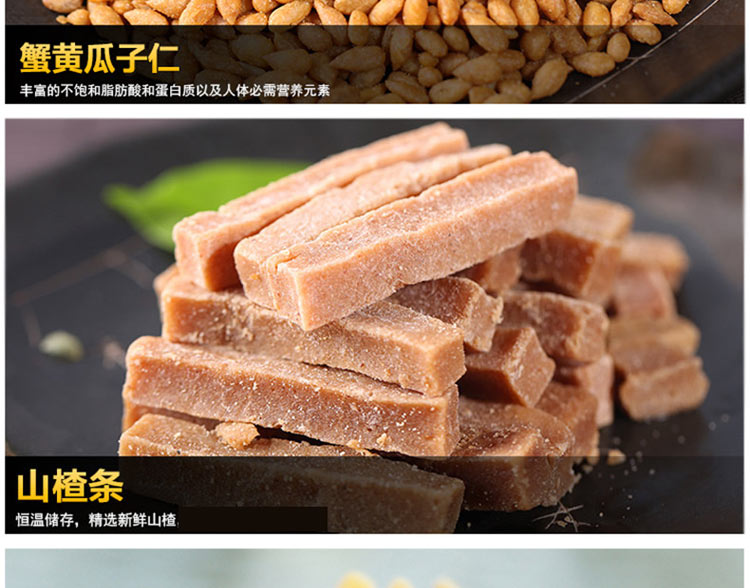 蟹黄瓜子仁
丰富的不饱和脂肪酸和蛋白质以及人体必需营养元素
山楂条
恒温储存，精选新鲜山楂